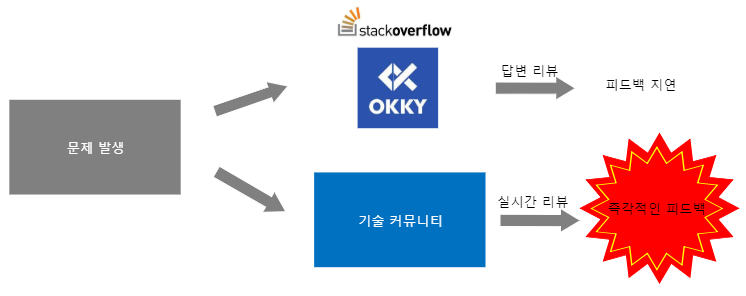 stackoverflow
OKKY
답변 리뷰
피드백 지연
문제 발생
기술 커뮤니티
실시간 리뷰
즉각적인 피드백